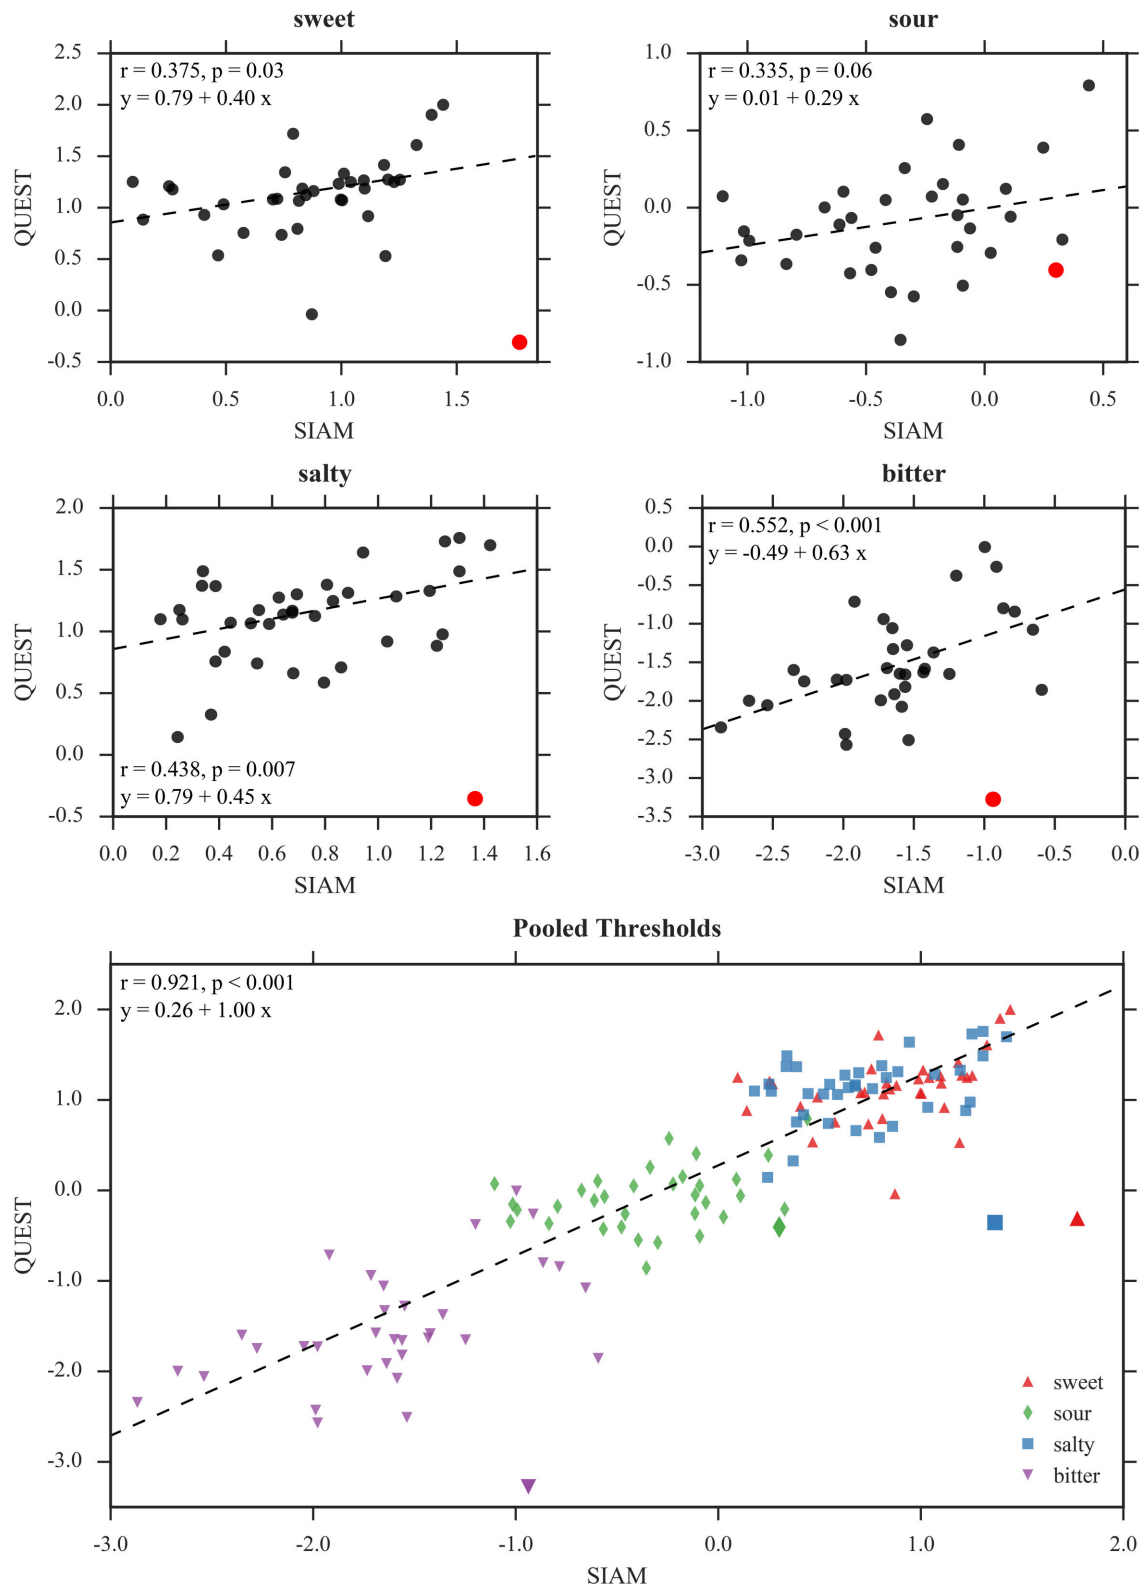 sweet
r = 0.375, p = 0.03
y = 0.79 + 0.40 x
QUEST
2.5
2.0
1.5
1.0
0.5
0.0
-0.5
0.0 0.5 1.0 1.5
SIAM
sour
r = 0.335, p = 0.06
y = 0.01 + 0.29 x
QUEST
1.0
0.5
0.0
-0.5
-1.0
-1.0 -0.5 0.0 0.5
SIAM
salty
QUEST
2.0
1.5
1.0
0.5
0.0
-0.5
r = 0.438, p = 0.007
y = 0.79 + 0.45 x
0.0 0.2 0.4 0.6 0.8 1.0 1.2 1.4 1.6
SIAM
bitter
r = 0.552, p < 0.001
y = -0.49 + 0.63 x
QUEST
0.5
0.0
-0.5
-1.0
-1.5
-2.0
-2.5
-3.0
-3.5
-3.0 -2.5 -2.0 -1.5 -1.0 -0.5 0.0
SIAM
Pooled Thresholds
r = 0.921, p < 0.001
y = 0.26 + 1.00 x
QUEST
2.0
1.0
0.0
-1.0
-2.0
-3.0
sweet
sour
salty
bitter
-3.0 -2.0 -1.0 0.0 1.0 2.0
SIAM